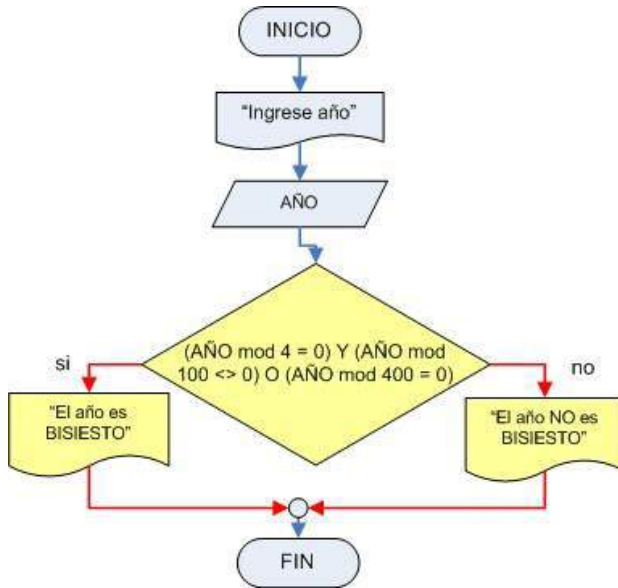 INICIO
“Ingrese año”
AÑO
(AÑO mod 4 = 0) Y (AÑO mod
100 <> 0) O (AÑO mod 400 = 0)
si
no
“El año es
BISIESTO”
“El año NO es
BISIESTO”
FIN